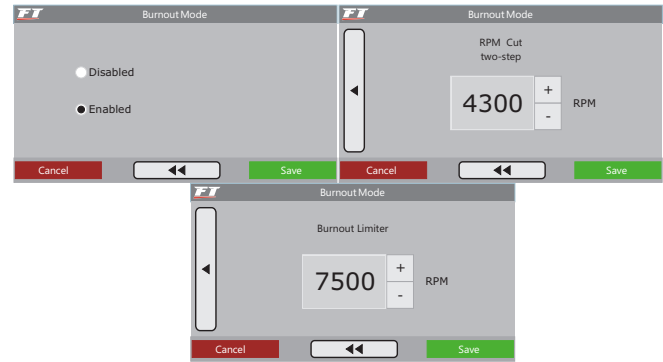 FT
Burnout Mode
Disabled
Enabled
Cancel
Save
FT
Burnout Mode
RPM Cut
two-step
4300
+
-
RPM
Cancel
Save
FT
Burnout Mode
Burnout Limiter
7500
+
-
RPM
Cancel
Save